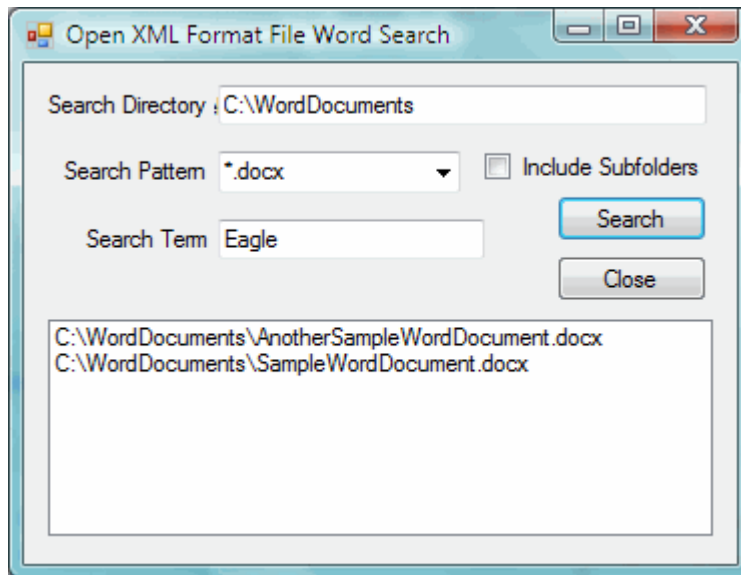 Open XML Format File Word Search
Search Directory : C:\WordDocuments
Search Pattern *.docx Include Subfolders
Search Term Eagle
Search
Close
C:\WordDocuments\AnotherSampleWordDocument.docx
C:\WordDocuments\SampleWordDocument.docx